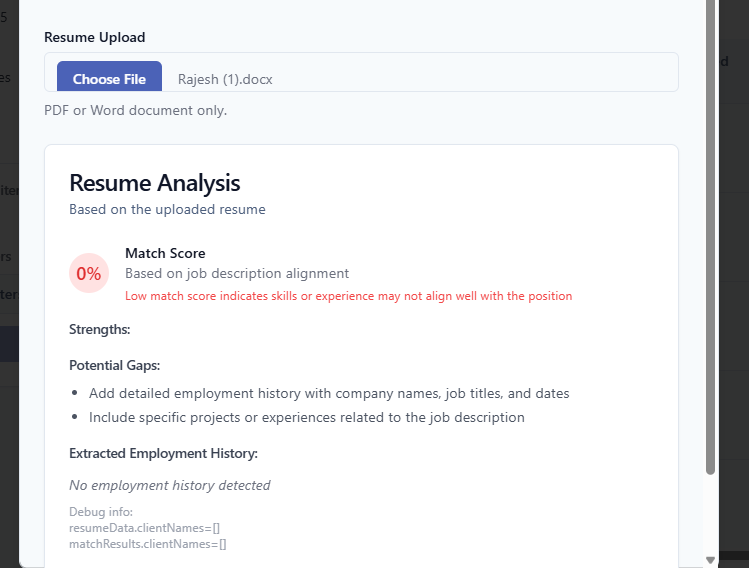 Resume Upload
Choose File Rajesh (1).docx
PDF or Word document only.
Resume Analysis
Based on the uploaded resume
0%
Match Score
Based on job description alignment
Low match score indicates skills or experience may not align well with the position
Strengths:
Potential Gaps:
• Add detailed employment history with company names, job titles, and dates
• Include specific projects or experiences related to the job description
Extracted Employment History:
No employment history detected
Debug info:
resumeData.clientNames=[]
matchResults.clientNames=[]